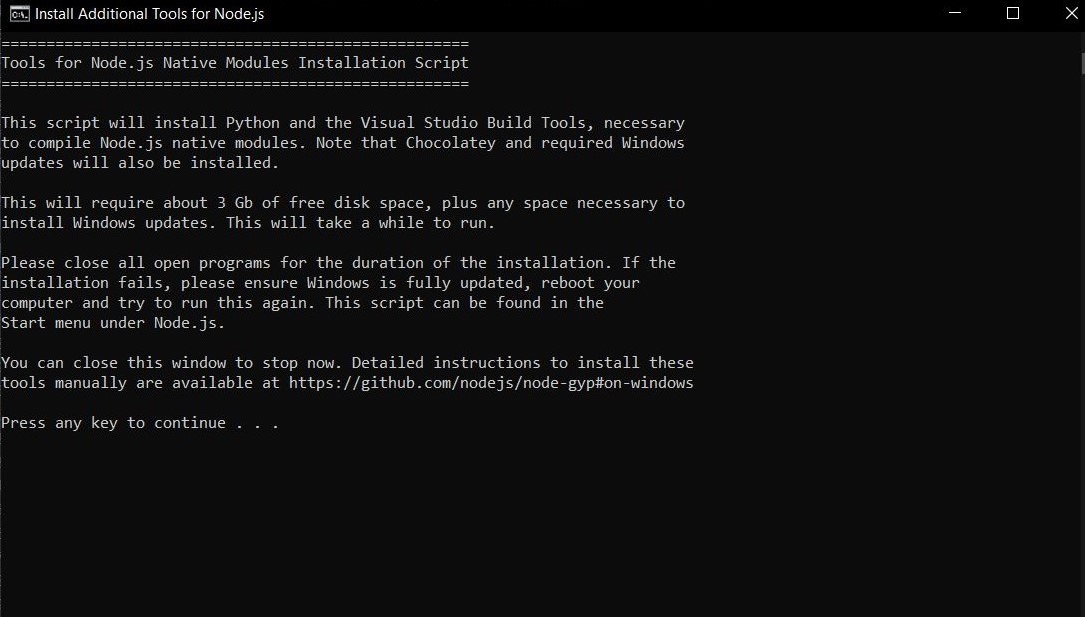 Install Additional Tools for Node.js
====================================================
Tools for Node.js Native Modules Installation Script
====================================================
This script will install Python and the Visual Studio Build Tools, necessary
to compile Node.js native modules. Note that Chocolatey and required Windows
updates will also be installed.
This will require about 3 Gb of free disk space, plus any space necessary to
install Windows updates. This will take a while to run.
Please close all open programs for the duration of the installation. If the
installation fails, please ensure Windows is fully updated, reboot your
computer and try to run this again. This script can be found in the
Start menu under Node.js.
You can close this window to stop now. Detailed instructions to install these
tools manually are available at https://github.com/nodejs/node-gyp#on-windows
Press any key to continue . . .